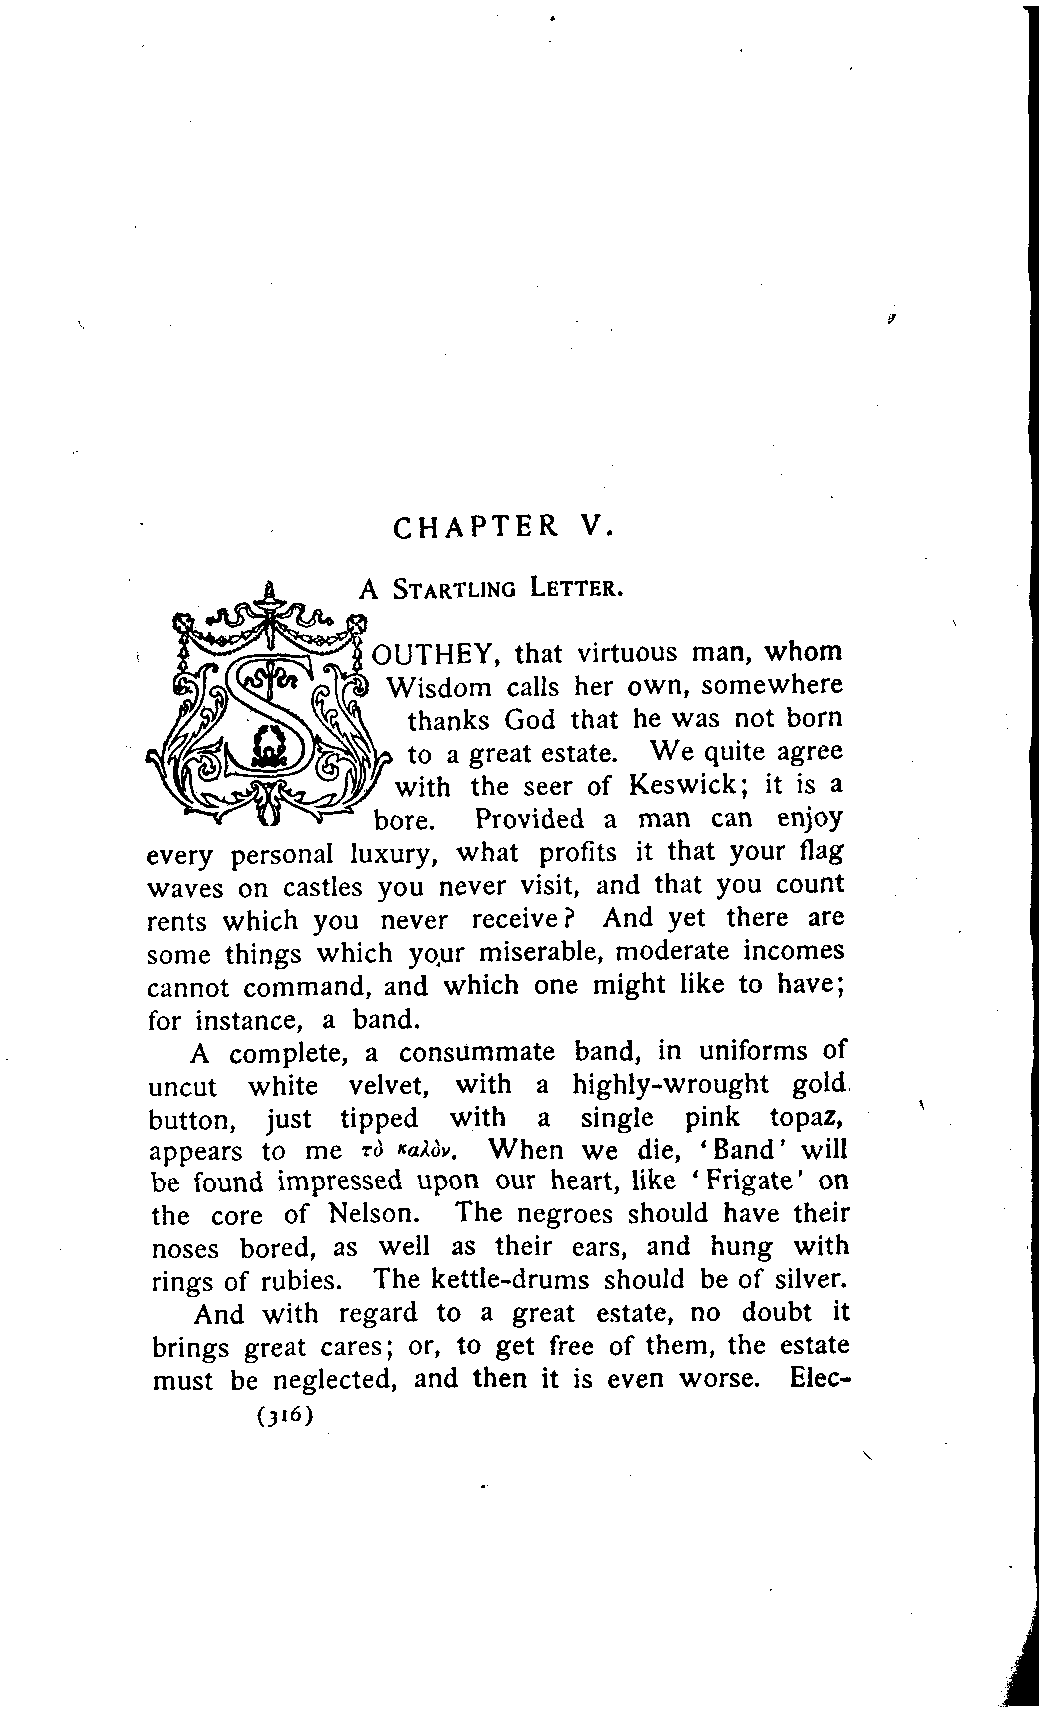 CHAPTER V.
A STARTLING LETTER.
SOUTHEY, that virtuous man, whom
Wisdom calls her own, somewhere
thanks God that he was not born
to a great estate. We quite agree
with the seer of Keswick; it is a
bore. Provided a man can enjoy
every personal luxury, what profits it that your flag
waves on castles you never visit, and that you count
rents which you never receive? And yet there are
some things which your miserable, moderate incomes
cannot command, and which one might like to have;
for instance, a band.
A complete, a consummate band, in uniforms of
uncut white velvet, with a highly-wrought gold
button, just tipped with a single pink topaz,
appears to me τὸ καλὸν. When we die, ‘Band’ will
be found impressed upon our heart, like ‘Frigate’ on
the core of Nelson. The negroes should have their
noses bored, as well as their ears, and hung with
rings of rubies. The kettle-drums should be of silver.
And with regard to a great estate, no doubt it
brings great cares; or, to get free of them, the estate
must be neglected, and then it is even worse. Elec-
(316)